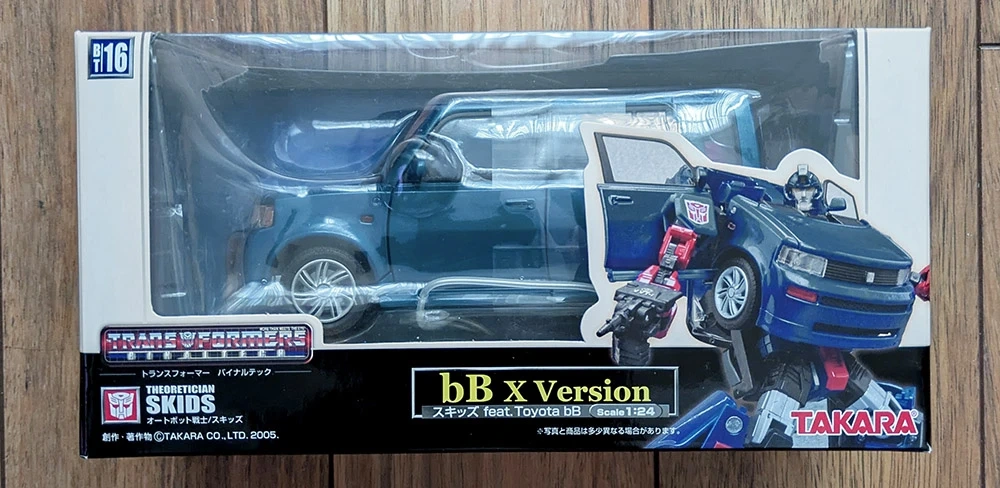 BT 16
TRANSFORMERS
BINALTECH
トランスフォーマー バイナルテック
THEORETICIAN
SKIDS
オートボット戦士/スキッズ
創作・著作物 ©TAKARA CO., LTD. 2005.
bB X Version
スキッズ feat. Toyota bB Scale 1:24
※写真と商品は多少異なる場合があります。
TAKARA®